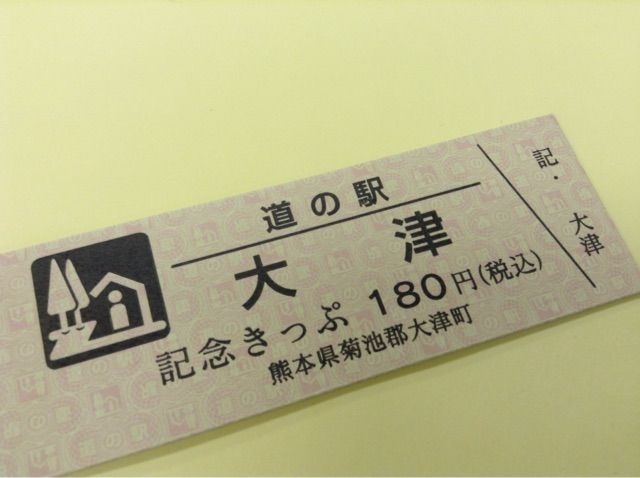 道の駅
大津
記念きっぷ 180円(税込)
熊本県菊池郡大津町
記・大津